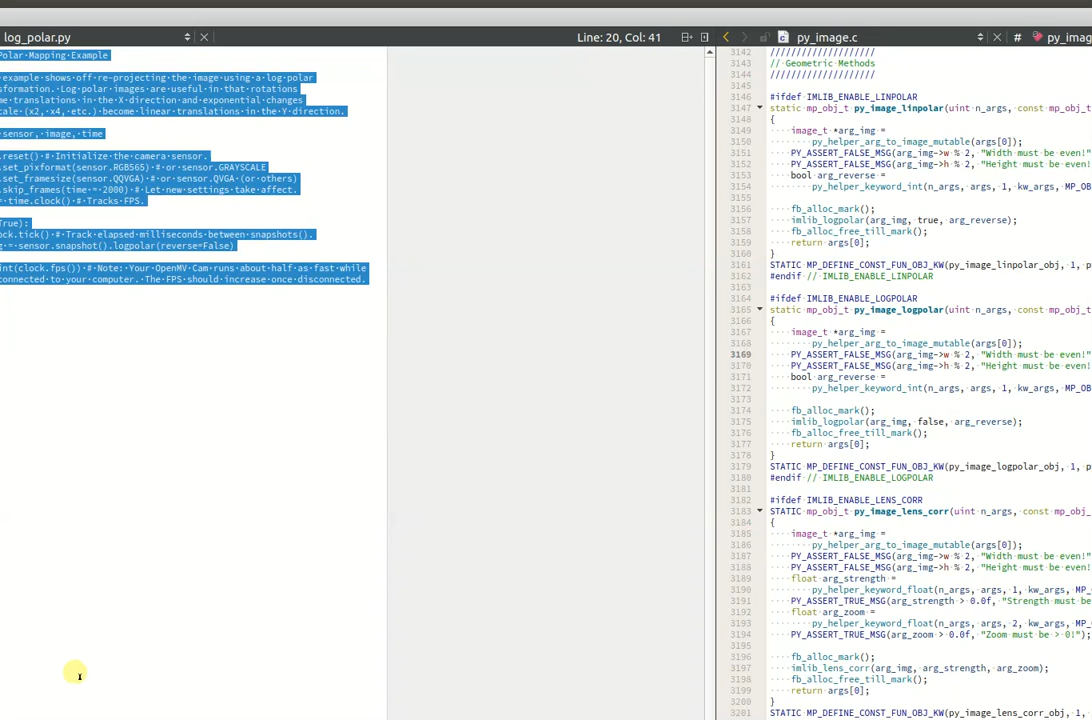 log_polar.py
Line: 20, Col: 41
Polar Mapping Example
example shows off re-projecting the image using a log polar
sformation. Log polar images are useful in that rotations
me translations in the X direction and exponential changes
cale (x2, x4, etc.) become linear translations in the Y direction.
sensor, image, time
.reset() # Initialize the camera sensor.
.set_pixformat(sensor.RGB565) # or sensor.GRAYSCALE
.set_framesize(sensor.QQVGA) # or sensor.QVGA (or others)
.skip_frames(time = 2000) # Let new settings take affect.
= time.clock() # Tracks FPS.
True):
ock.tick() # Track elapsed milliseconds between snapshots().
g = sensor.snapshot().logpolar(reverse=False)
int(clock.fps()) # Note: Your OpenMV Cam runs about half as fast while
connected to your computer. The FPS should increase once disconnected.
py_image.c
#
py_imag
3142 ////////////////////
3143 // Geometric Methods
3144 ////////////////////
3145
3146 #ifdef IMLIB_ENABLE_LINPOLAR
3147 static mp_obj_t py_image_linpolar(uint n_args, const mp_obj_
3148 {
3149 image_t *arg_img =
3150 py_helper_arg_to_image_mutable(args[0]);
3151 PY_ASSERT_FALSE_MSG(arg_img->w % 2, "Width must be even!"
3152 PY_ASSERT_FALSE_MSG(arg_img->h % 2, "Height must be even!
3153 bool arg_reverse =
3154 py_helper_keyword_int(n_args, args, 1, kw_args, MP_OB
3155
3156 fb_alloc_mark();
3157 imlib_logpolar(arg_img, true, arg_reverse);
3158 fb_alloc_free_till_mark();
3159 return args[0];
3160 }
3161 STATIC MP_DEFINE_CONST_FUN_OBJ_KW(py_image_linpolar_obj, 1, p
3162 #endif // IMLIB_ENABLE_LINPOLAR
3163
3164 #ifdef IMLIB_ENABLE_LOGPOLAR
3165 static mp_obj_t py_image_logpolar(uint n_args, const mp_obj_t
3166 {
3167 image_t *arg_img =
3168 py_helper_arg_to_image_mutable(args[0]);
3169 PY_ASSERT_FALSE_MSG(arg_img->w % 2, "Width must be even!"
3170 PY_ASSERT_FALSE_MSG(arg_img->h % 2, "Height must be even!
3171 bool arg_reverse =
3172 py_helper_keyword_int(n_args, args, 1, kw_args, MP_OB
3173
3174 fb_alloc_mark();
3175 imlib_logpolar(arg_img, false, arg_reverse);
3176 fb_alloc_free_till_mark();
3177 return args[0];
3178 }
3179 STATIC MP_DEFINE_CONST_FUN_OBJ_KW(py_image_logpolar_obj, 1, p
3180 #endif // IMLIB_ENABLE_LOGPOLAR
3181
3182 #ifdef IMLIB_ENABLE_LENS_CORR
3183 STATIC mp_obj_t py_image_lens_corr(uint n_args, const mp_obj_
3184 {
3185 image_t *arg_img =
3186 py_helper_arg_to_image_mutable(args[0]);
3187 PY_ASSERT_FALSE_MSG(arg_img->w % 2, "Width must be even!"
3188 PY_ASSERT_FALSE_MSG(arg_img->h % 2, "Height must be even!
3189 float arg_strength =
3190 py_helper_keyword_float(n_args, args, 1, kw_args, MP_
3191 PY_ASSERT_TRUE_MSG(arg_strength > 0.0f, "Strength must be
3192 float arg_zoom =
3193 py_helper_keyword_float(n_args, args, 2, kw_args, MP_
3194 PY_ASSERT_TRUE_MSG(arg_zoom > 0.0f, "Zoom must be > 0!");
3195
3196 fb_alloc_mark();
3197 imlib_lens_corr(arg_img, arg_strength, arg_zoom);
3198 fb_alloc_free_till_mark();
3199 return args[0];
3200 }
3201 STATIC MP_DEFINE_CONST_FUN_OBJ_KW(py_image_lens_corr_obj, 1,